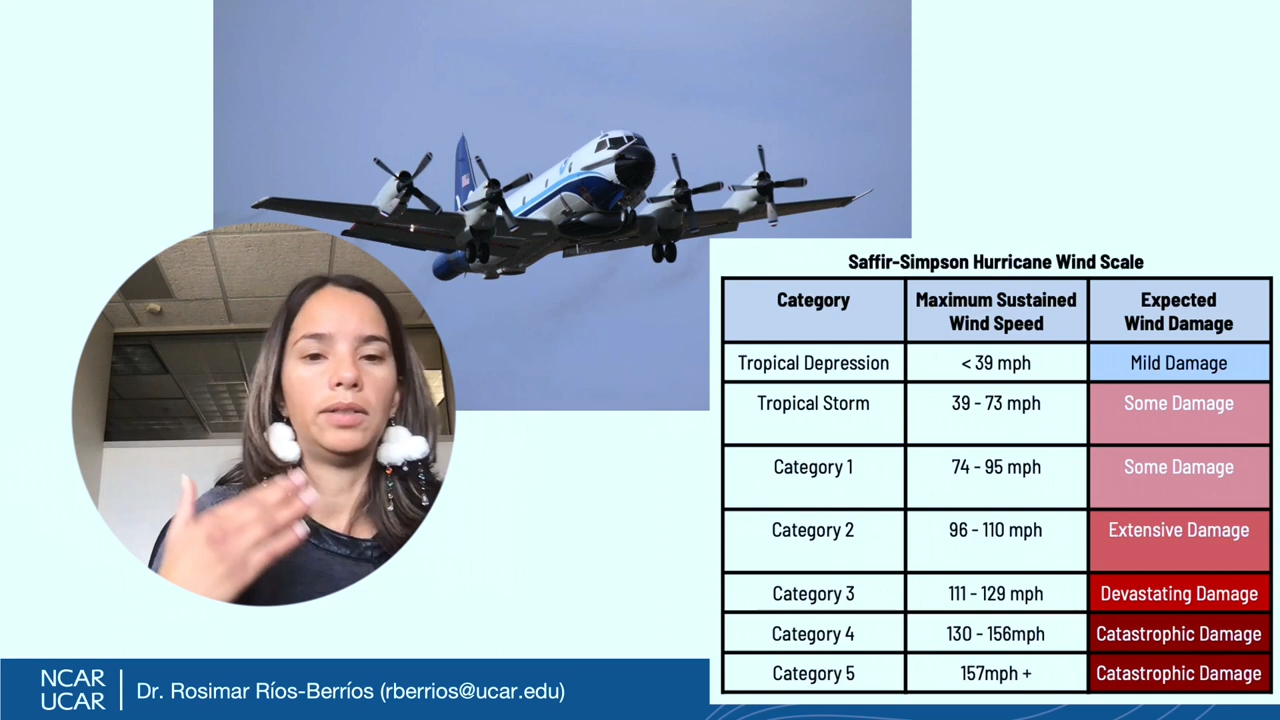 Saffir-Simpson Hurricane Wind Scale
Category
Maximum Sustained
Wind Speed
Expected
Wind Damage
Tropical Depression
< 39 mph
Mild Damage
Tropical Storm
39 - 73 mph
Some Damage
Category 1
74 - 95 mph
Some Damage
Category 2
96 - 110 mph
Extensive Damage
Category 3
111 - 129 mph
Devastating Damage
Category 4
130 - 156mph
Catastrophic Damage
Category 5
157mph +
Catastrophic Damage
NCAR
UCAR
Dr. Rosimar Ríos-Berríos (rberrios@ucar.edu)